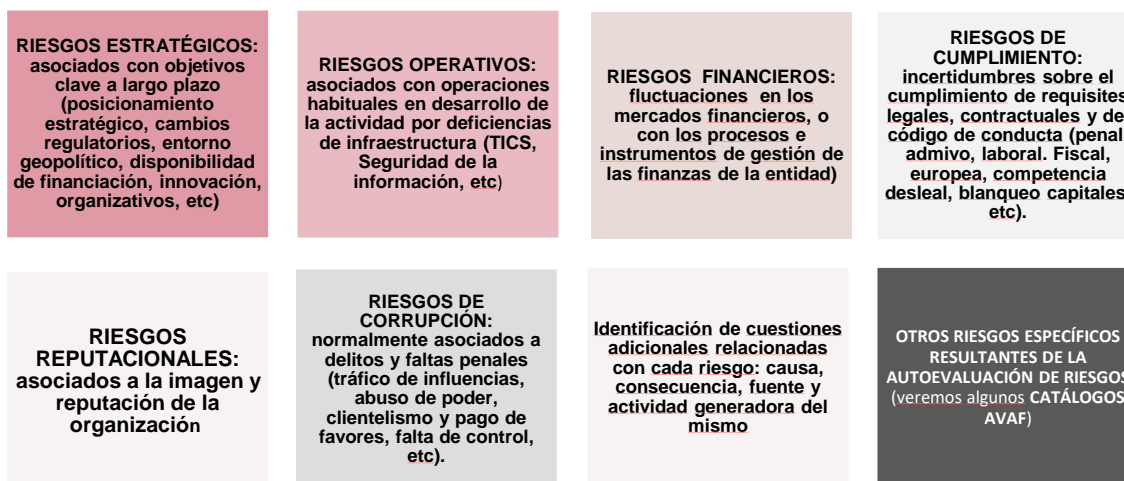 RIESGOS ESTRATÉGICOS:
asociados con objetivos
clave a largo plazo
(posicionamiento
estratégico, cambios
regulatorios, entorno
geopolítico, disponibilidad
de financiación, innovación,
organizativos, etc)
RIESGOS OPERATIVOS:
asociados con operaciones
habituales en desarrollo de
la actividad por deficiencias
de infraestructura (TICS,
Seguridad de la
información, etc)
RIESGOS FINANCIEROS:
fluctuaciones en los
mercados financieros, o
con los procesos e
instrumentos de gestión de
las finanzas de la entidad)
RIESGOS DE
CUMPLIMIENTO:
incertidumbres sobre el
cumplimiento de requisites
legales, contractuales y de
código de conducta (penal
admivo, laboral. Fiscal,
europea, competencia
desleal, blanqueo capitales
etc).
RIESGOS
REPUTACIONALES:
asociados a la imagen y
reputación de la
organización
RIESGOS DE
CORRUPCIÓN:
normalmente asociados a
delitos y faltas penales
(tráfico de influencias,
abuso de poder,
clientelismo y pago de
favores, falta de control,
etc).
Identificación de cuestiones
adicionales relacionadas
con cada riesgo: causa,
consecuencia, fuente y
actividad generadora del
mismo
OTROS RIESGOS ESPECÍFICOS
RESULTANTES DE LA
AUTOEVALUACIÓN DE RIESGOS
(veremos algunos CATÁLOGOS
AVAF)